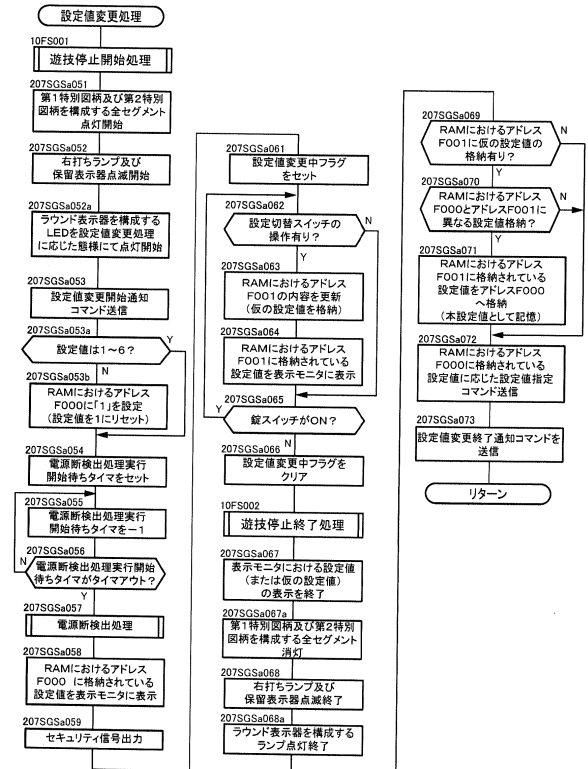 設定値変更処理
10FS001
遊技停止開始処理
207SGSa051
第1特別図柄及び第2特別
図柄を構成する全セグメント
点灯開始
207SGSa052
右打ちランプ及び
保留表示器点滅開始
207SGSa052a
ラウンド表示器を構成する
LEDを設定値変更処理
に応じた態様にて点灯開始
207SGSa053
設定値変更開始通知
コマンド送信
207SGSa053a
設定値は1～6?
Y
N
207SGSa053b
RAMにおけるアドレス
F000に「1」を設定
(設定値を1にリセット)
207SGSa054
電源断検出処理実行
開始待ちタイマをセット
207SGSa055
電源断検出処理実行
開始待ちタイマを－1
207SGSa056
電源断検出処理実行開始
待ちタイマがタイマアウト?
N
Y
207SGSa057
電源断検出処理
207SGSa058
RAMにおけるアドレス
F000 に格納されている
設定値を表示モニタに表示
207SGSa059
セキュリティ信号出力
207SGSa061
設定値変更中フラグ
をセット
207SGSa062
設定切替スイッチの
操作有り?
N
Y
207SGSa063
RAMにおけるアドレス
F001の内容を更新
(仮の設定値を格納)
207SGSa064
RAMにおけるアドレス
F001に格納されている
設定値を表示モニタに表示
207SGSa065
錠スイッチがON?
Y
N
207SGSa066
設定値変更中フラグを
クリア
10FS002
遊技停止終了処理
207SGSa067
表示モニタにおける設定値
(または仮の設定値)
の表示を終了
207SGSa067a
第1特別図柄及び第2特別
図柄を構成する全セグメント
消灯
207SGSa068
右打ちランプ及び
保留表示器点滅終了
207SGSa068a
ラウンド表示器を構成する
ランプ点灯終了
207SGSa069
RAMにおけるアドレス
F001に仮の設定値の
格納有り?
N
Y
207SGSa070
RAMにおけるアドレス
F000とアドレスF001に
異なる設定値格納?
N
Y
207SGSa071
RAMにおけるアドレス
F001に格納されている
設定値をアドレスF000
へ格納
(本設定値として記憶)
207SGSa072
RAMにおけるアドレス
F000に格納されている
設定値に応じた設定値指定
コマンド送信
207SGSa073
設定値変更終了通知コマンドを
送信
リターン